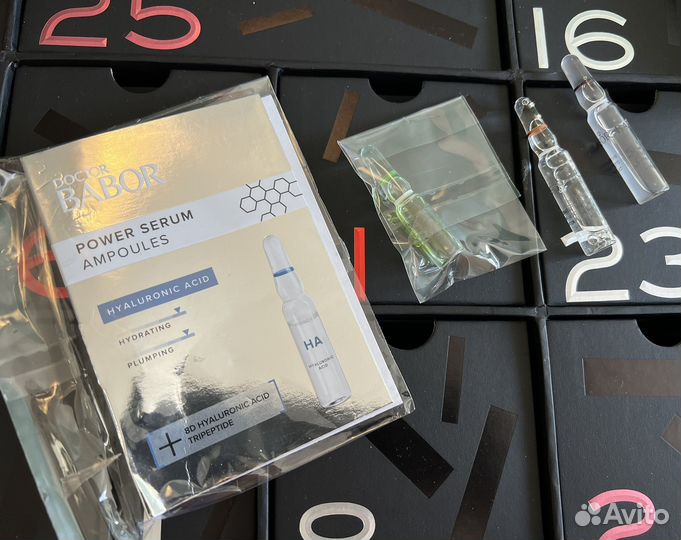 25
16
DOCTOR
BABOR
POWER SERUM
AMPOULES
HYALURONIC ACID
HYDRATING
PLUMPING
HA
HYALURONIC
ACID
+ 8D HYALURONIC ACID
TRIPEPTIDE
23
2
Avito